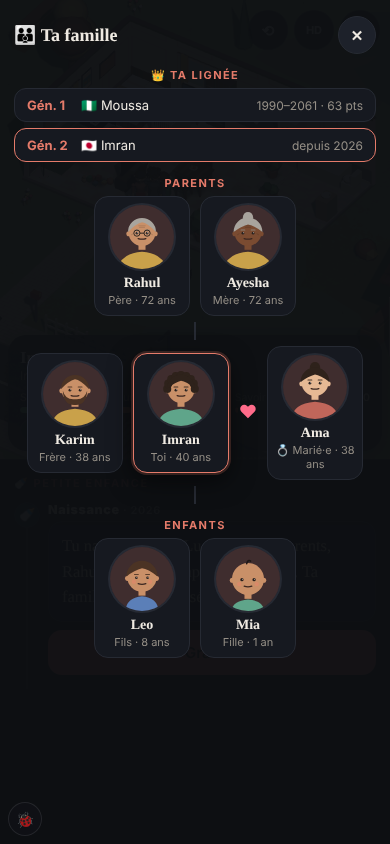 Ta famille
TA LIGNÉE
Gén. 1 Moussa 1990–2061 · 63 pts
Gén. 2 Imran depuis 2026
PARENTS
Rahul Ayesha
Père · 72 ans Mère · 72 ans
Karim Imran Ama
Frère · 38 ans Toi · 40 ans Marié·e · 38
ans
Naissance
ENFANTS
Leo Mia
Fils · 8 ans Fille · 1 an